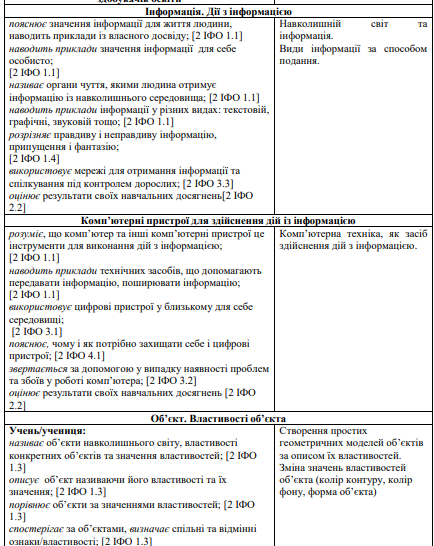 здобувачів освіти
Інформація. Дії з інформацією
пояснює значення інформації для життя людини,
наводить приклади із власного досвіду; [2 ІФО 1.1]
наводить приклади значення інформації для себе
особисто;
[2 ІФО 1.1]
називає органи чуття, якими людина отримує
інформацію із навколишнього середовища; [2 ІФО 1.1]
наводить приклади інформації у різних видах: текстовій,
графічні, звуковій тощо; [2 ІФО 1.1]
розрізняє правдиву і неправдиву інформацію,
припущення і фантазію;
[2 ІФО 1.4]
використовує мережі для отримання інформації та
спілкування під контролем дорослих; [2 ІФО 3.3]
оцінює результати своїх навчальних досягнень[2 ІФО
2.2]
Навколишній світ та
інформація.
Види інформації за способом
подання.
Комп’ютерні пристрої для здійснення дій із інформацією
розуміє, що комп’ютер та інші комп’ютерні пристрої це
інструменти для виконання дій з інформацією;
[2 ІФО 1.1]
наводить приклади технічних засобів, що допомагають
передавати інформацію, поширювати інформацію;
[2 ІФО 1.1]
використовує цифрові пристрої у близькому для себе
середовищі;
[2 ІФО 3.1]
пояснює, чому і як потрібно захищати себе і цифрові
пристрої; [2 ІФО 4.1]
звертається за допомогою у випадку наявності проблем
та збоїв у роботі комп’ютера; [2 ІФО 3.2]
оцінює результати своїх навчальних досягнень [2 ІФО
2.2]
Комп’ютерна техніка, як засіб
здійснення дій з інформацією.
Об’єкт. Властивості об’єкта
Учень/учениця:
називає об’єкти навколишнього світу, властивості
конкретних об’єктів та значення властивостей; [2 ІФО
1.3]
описує об’єкт називаючи його властивості та їх
значення; [2 ІФО 1.3]
порівнює об’єкти за значеннями властивостей; [2 ІФО
1.3]
спостерігає за об’єктами, визначає спільні та відмінні
ознаки/властивості; [2 ІФО 1.3]
Створення простих
геометричних моделей об’єктів
за описом їх властивостей.
Зміна значень властивостей
об’єкта (колір контуру, колір
фону, форма об’єкта)